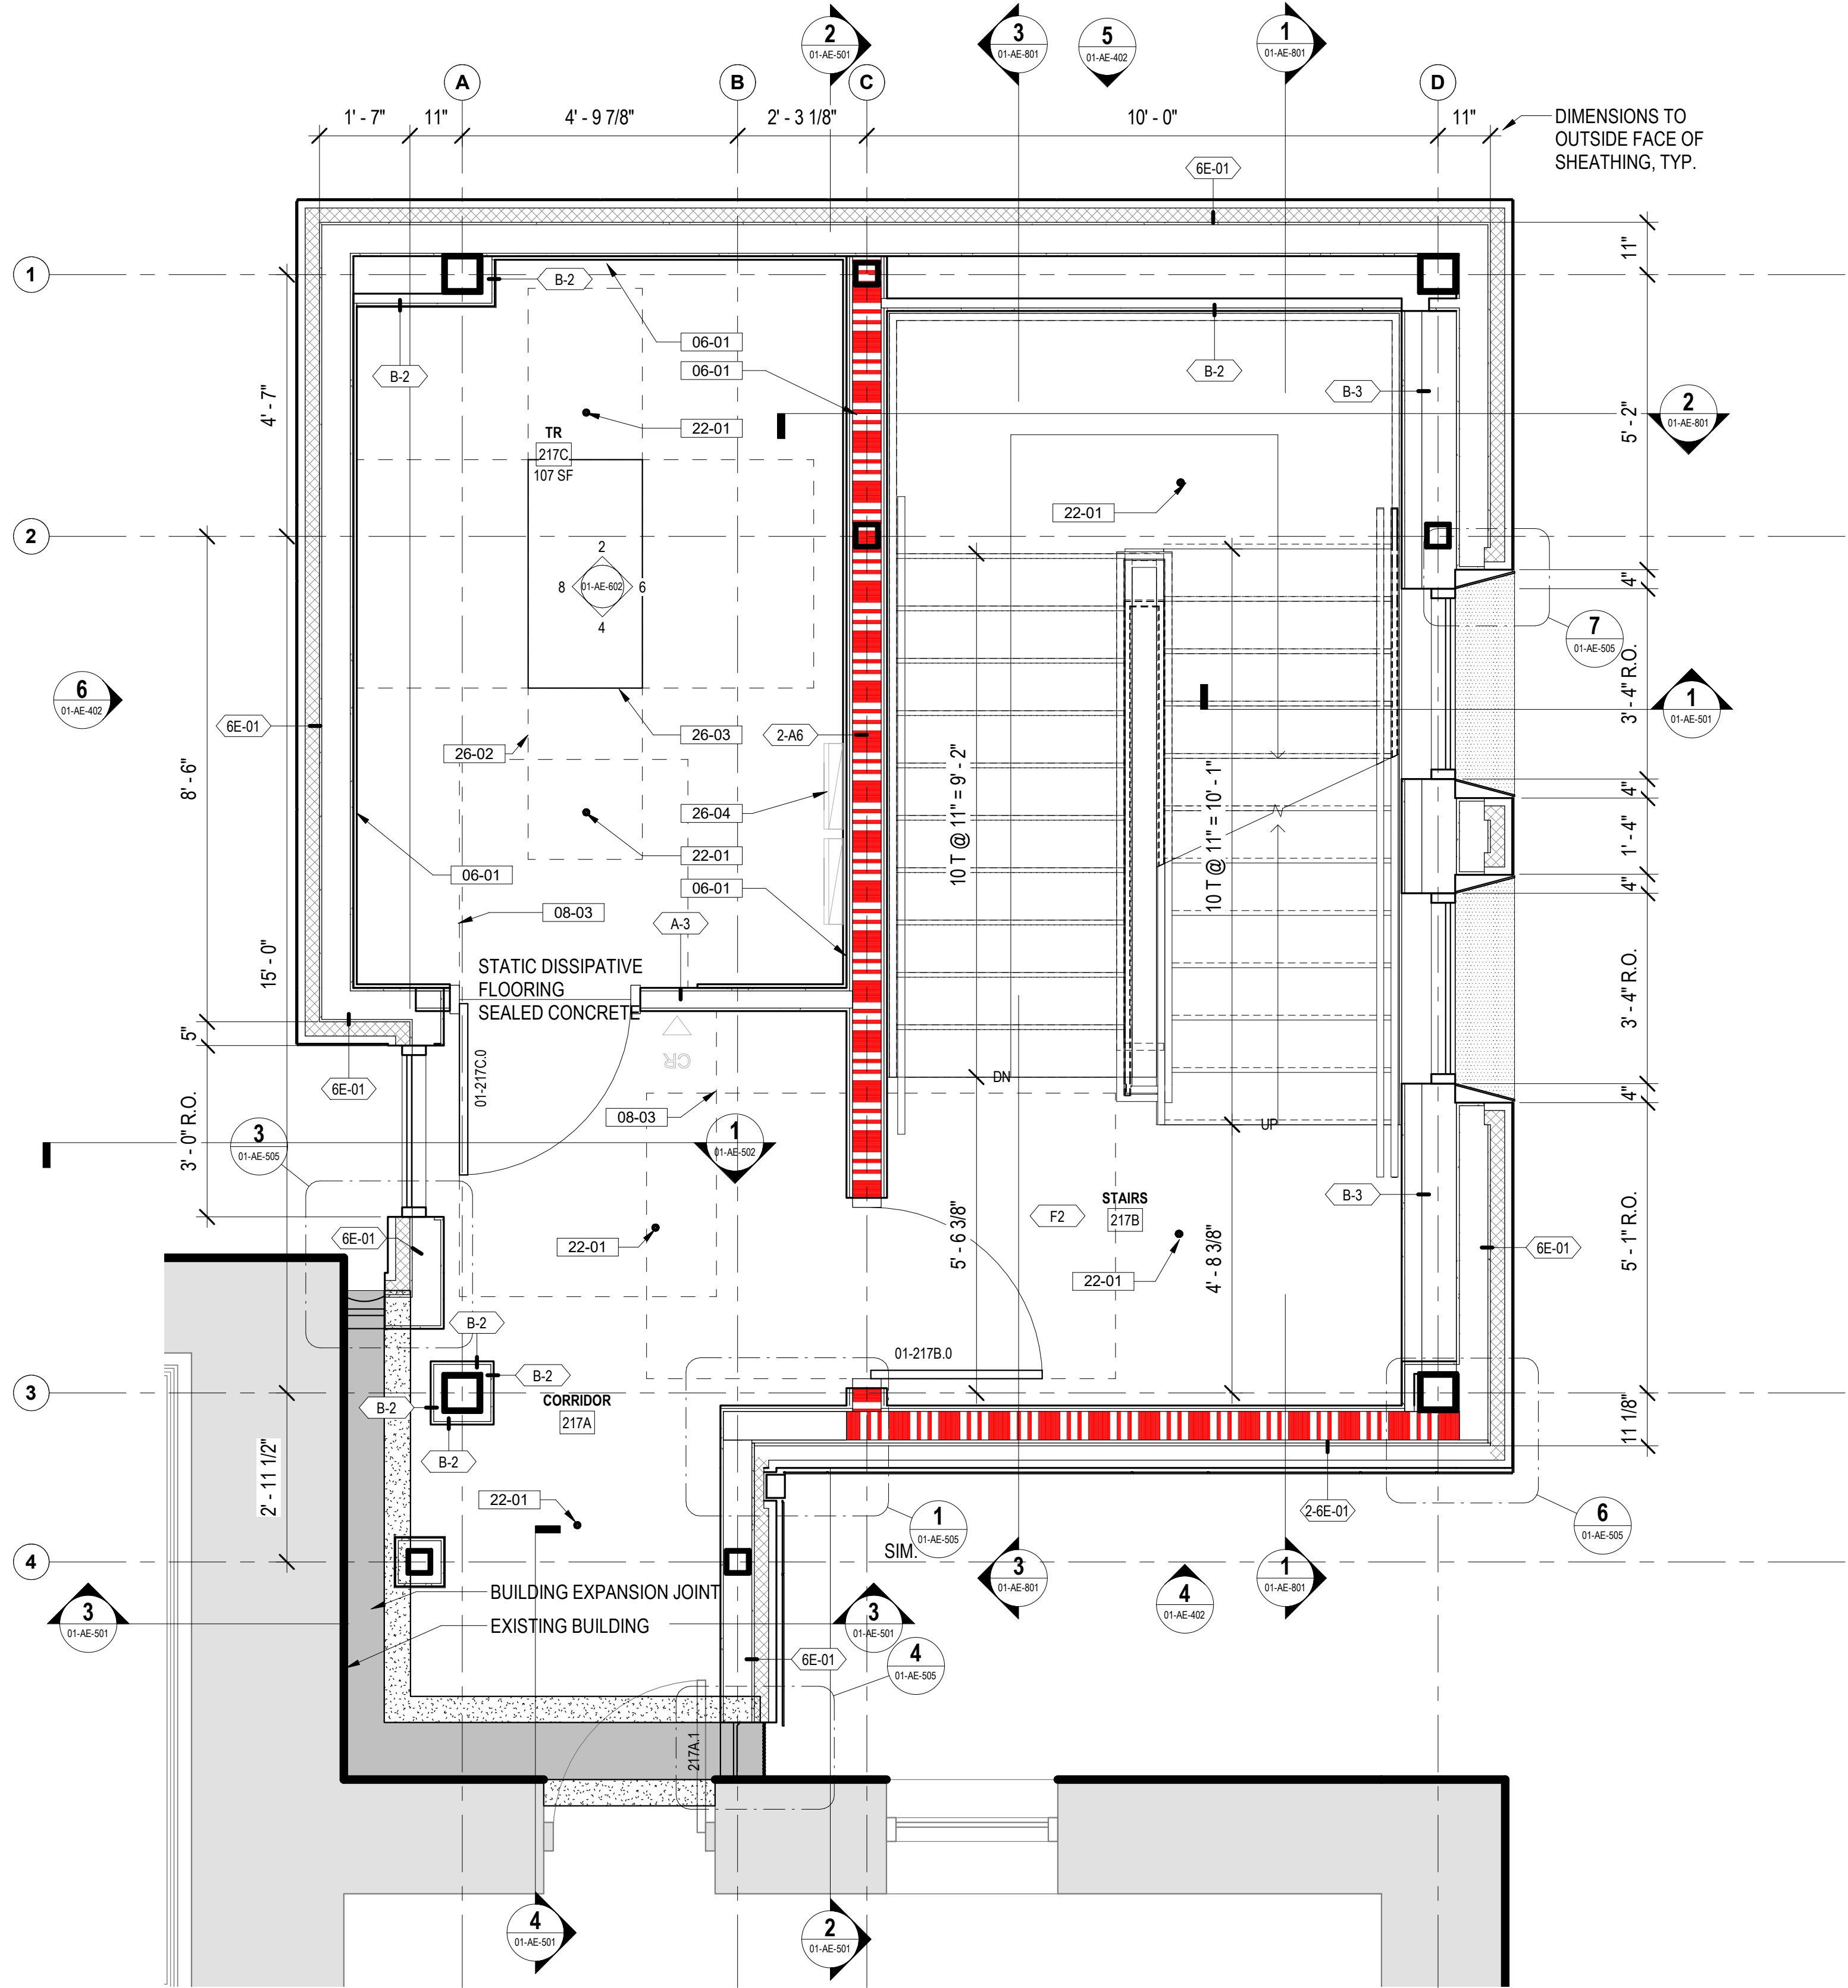 2
01-AE-501
3
01-AE-801
5
01-AE-402
1
01-AE-801
A
B
C
D
1' - 7"
11"
4' - 9 7/8"
2' - 3 1/8"
10' - 0"
11"
DIMENSIONS TO
OUTSIDE FACE OF
SHEATHING, TYP.
6E-01
11"
1
B-2
06-01
06-01
B-2
B-2
B-3
4' - 7"
5' - 2"
2
01-AE-801
22-01
TR
217C
107 SF
22-01
2
2
8
01-AE-602
6
4
4"
7
01-AE-505
3' - 4" R.O.
6
01-AE-402
1
01-AE-501
6E-01
26-03
2-A6
26-02
8' - 6"
10 T @ 11" = 9' - 2"
10 T @ 11" = 10' - 1"
4"
26-04
1' - 4"
22-01
06-01
06-01
4"
08-03
A-3
15' - 0"
STATIC DISSIPATIVE
FLOORING
SEALED CONCRETE
3' - 4" R.O.
5"
CR
01-217C.0
DN
6E-01
4"
08-03
UP
3' - 0" R.O.
3
01-AE-505
1
01-AE-502
STAIRS
217B
F2
B-3
6E-01
22-01
6E-01
5' - 6 3/8"
4' - 8 3/8"
5' - 1" R.O.
22-01
B-2
01-217B.0
B-2
3
B-2
CORRIDOR
217A
11 1/8"
B-2
2' - 11 1/2"
22-01
2-6E-01
1
01-AE-505
6
01-AE-505
SIM.
4
3
01-AE-801
1
01-AE-801
4
01-AE-402
BUILDING EXPANSION JOINT
3
01-AE-501
3
01-AE-501
EXISTING BUILDING
6E-01
4
01-AE-505
217A.1
4
01-AE-501
2
01-AE-501